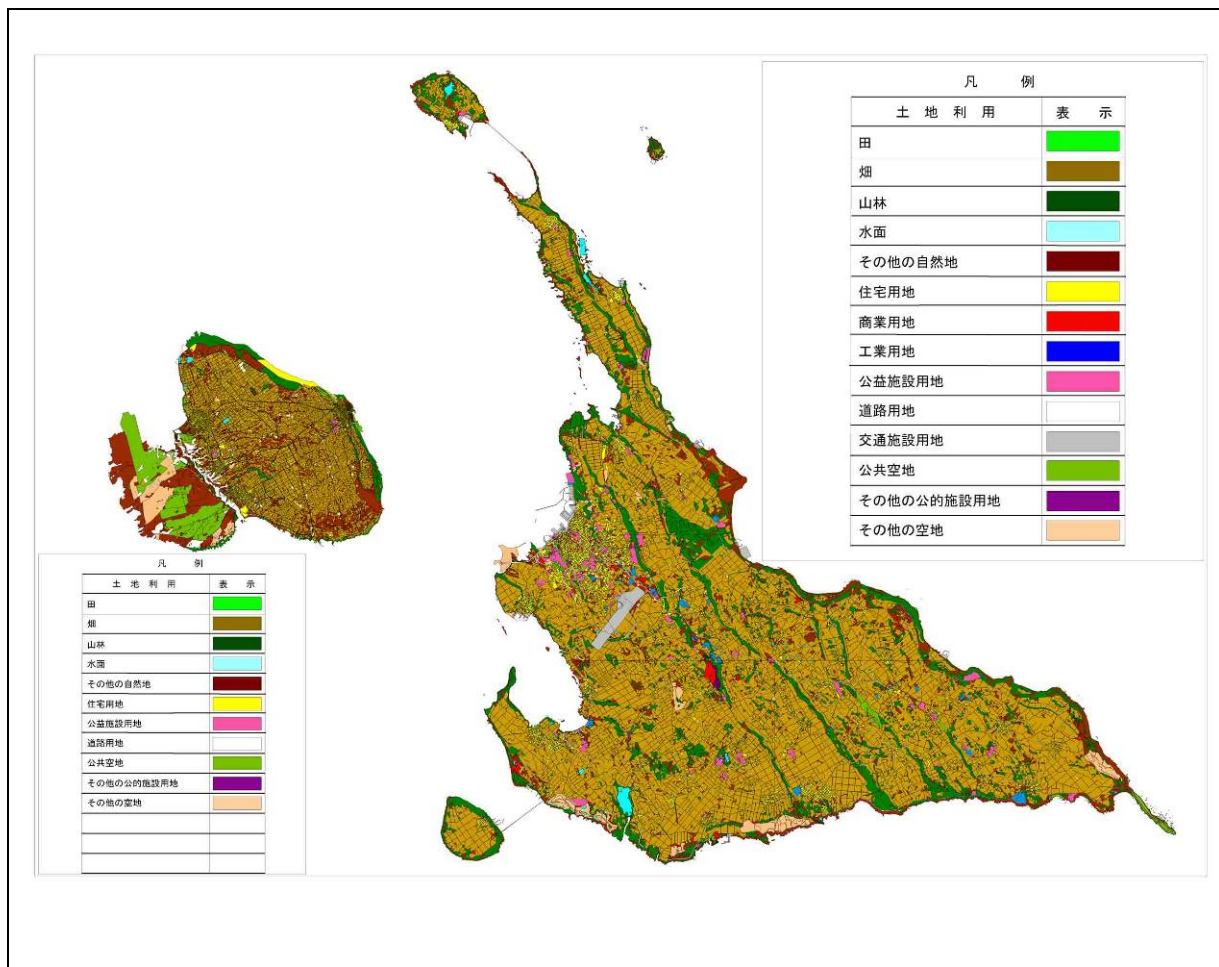 凡 例
土 地 利 用 表 示
田
畑
山林
水面
その他の自然地
住宅用地
商業用地
工業用地
公益施設用地
道路用地
交通施設用地
公共空地
その他の公的施設用地
その他の空地
凡 例
土 地 利 用 表 示
田
畑
山林
水面
その他の自然地
住宅用地
公益施設用地
道路用地
公共空地
その他の公的施設用地
その他の空地